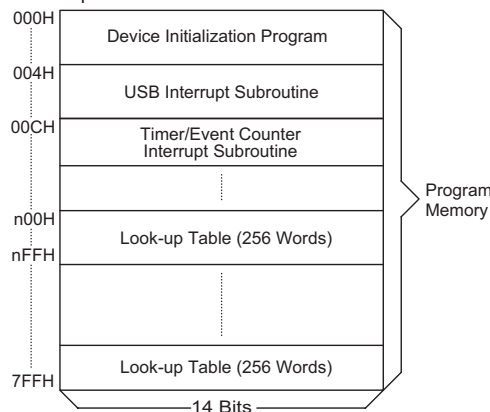 000H
Device Initialization Program
004H
USB Interrupt Subroutine
00CH
Timer/Event Counter
Interrupt Subroutine
Program
Memory
n00H
Look-up Table (256 Words)
nFFH
Look-up Table (256 Words)
7FFH
14 Bits